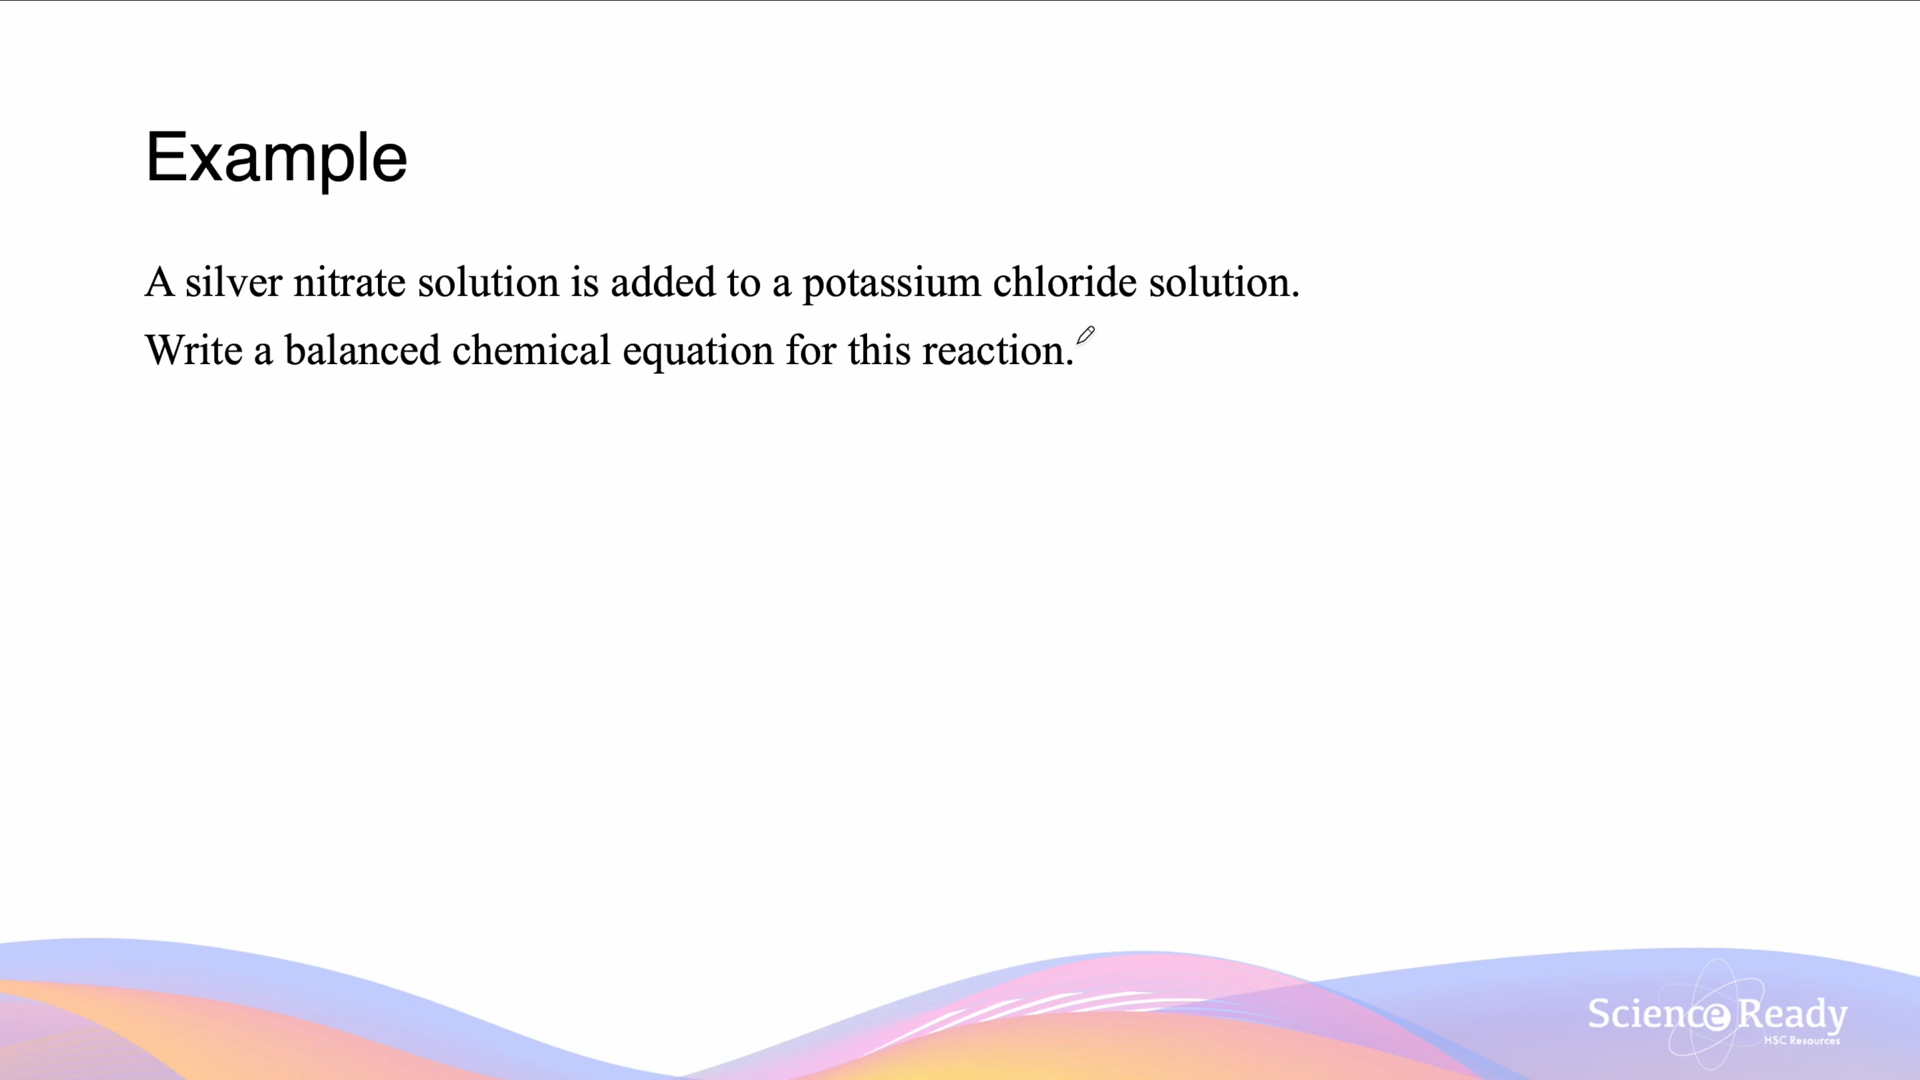 Example
A silver nitrate solution is added to a potassium chloride solution.
Write a balanced chemical equation for this reaction.
Science Ready
HSC Resources